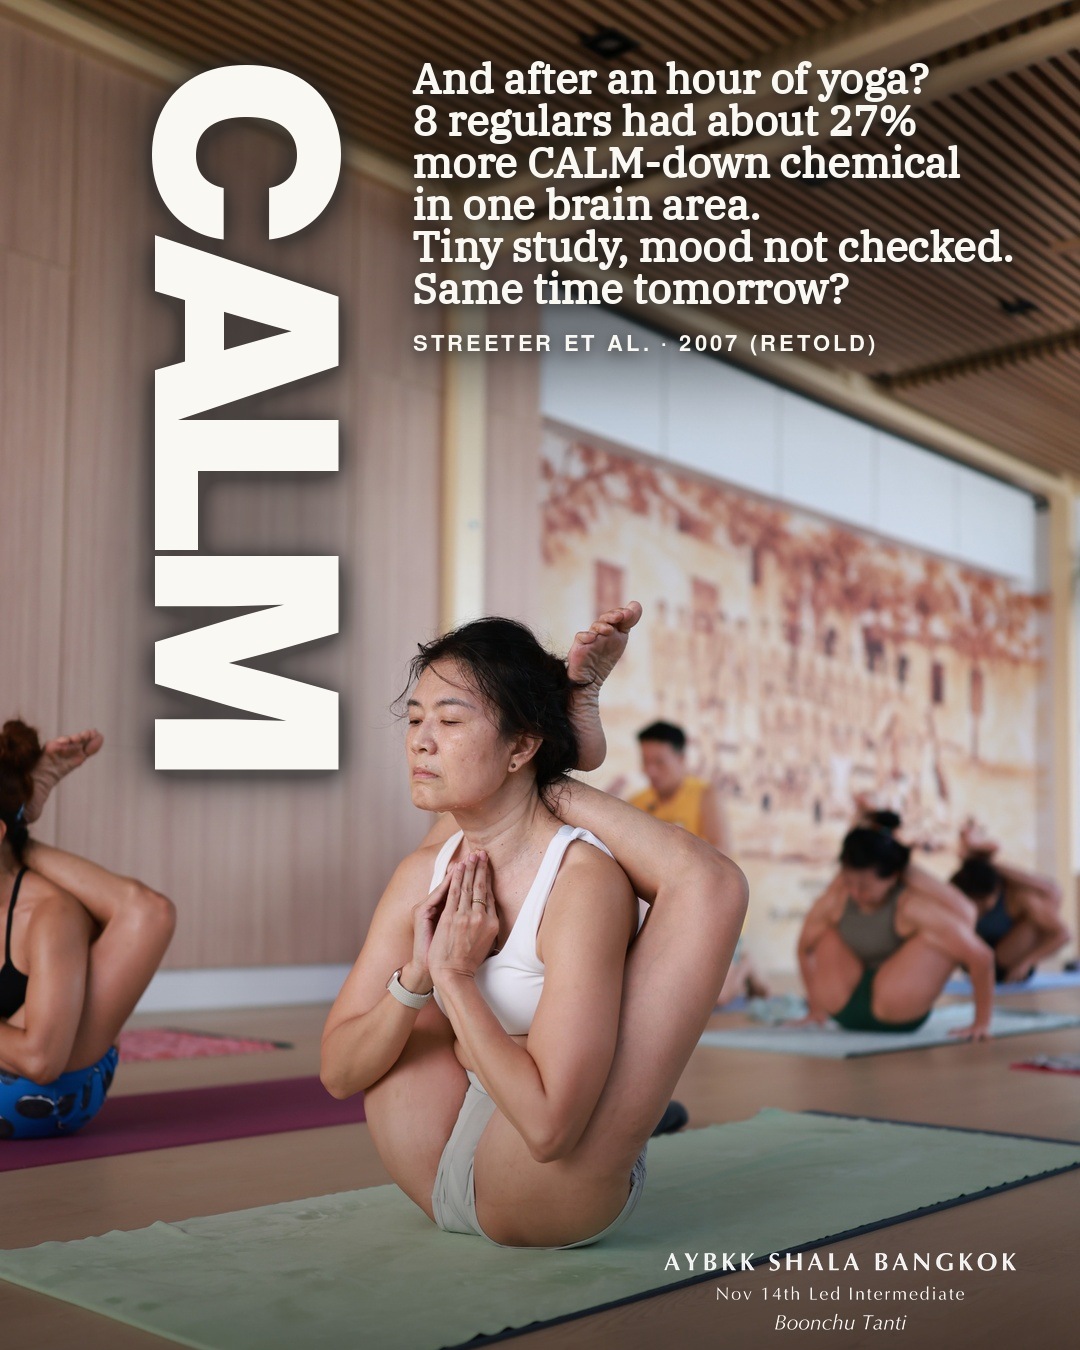 CALM
And after an hour of yoga?
8 regulars had about 27%
more CALM-down chemical
in one brain area.
Tiny study, mood not checked.
Same time tomorrow?
STREETER ET AL. · 2007 (RETOLD)
AYBKK SHALA BANGKOK
Nov 14th Led Intermediate
Boonchu Tanti